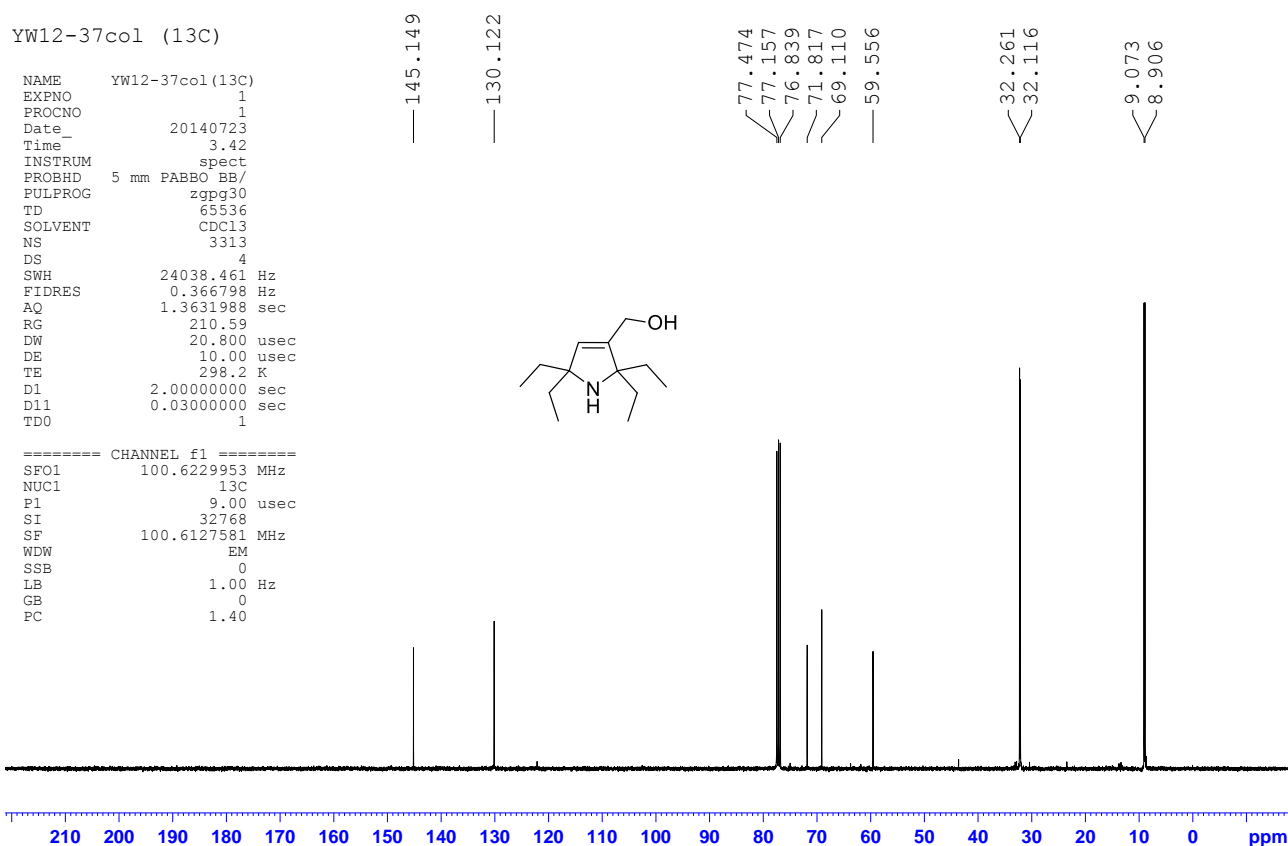 YW12-37col (13C)
NAME YW12-37col(13C)
EXPNO 1
PROCNO 1
Date_ 20140723
Time 3.42
INSTRUM spect
PROBHD 5 mm PABBO BB/
PULPROG zgpg30
TD 65536
SOLVENT CDCl3
NS 3313
DS 4
SWH 24038.461 Hz
FIDRES 0.366798 Hz
AQ 1.3631988 sec
RG 210.59
DW 20.800 usec
DE 10.00 usec
TE 298.2 K
D1 2.00000000 sec
D11 0.03000000 sec
TD0 1
======== CHANNEL f1 ========
SFO1 100.6229953 MHz
NUC1 13C
P1 9.00 usec
SI 32768
SF 100.6127581 MHz
WDW EM
SSB 0
LB 1.00 Hz
GB 0
PC 1.40
145.149
130.122
77.474
77.157
76.839
71.817
69.110
59.556
32.261
32.116
9.073
8.906
OH
N
H
210 200 190 180 170 160 150 140 130 120 110 100 90 80 70 60 50 40 30 20 10 0 ppm